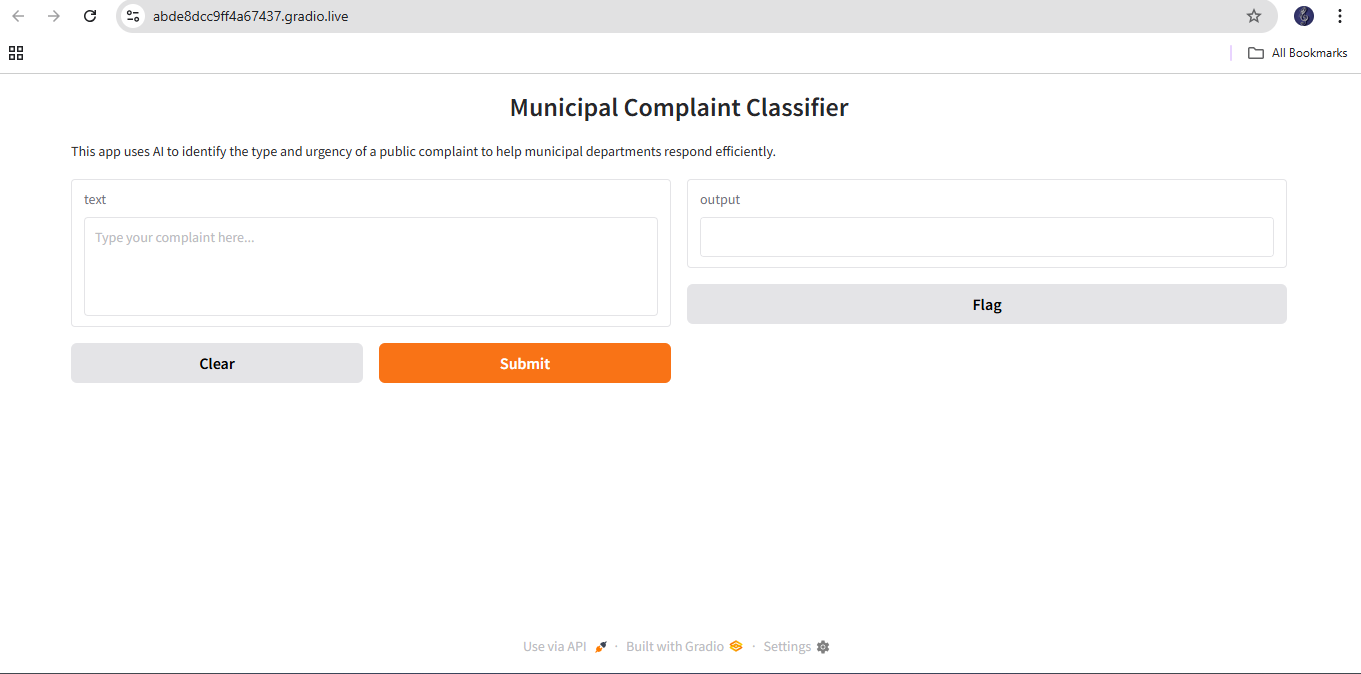 abde8dcc9ff4a67437.gradio.live
All Bookmarks
Municipal Complaint Classifier
This app uses AI to identify the type and urgency of a public complaint to help municipal departments respond efficiently.
text
Type your complaint here...
Clear
Submit
output
Flag
Use via API · Built with Gradio · Settings